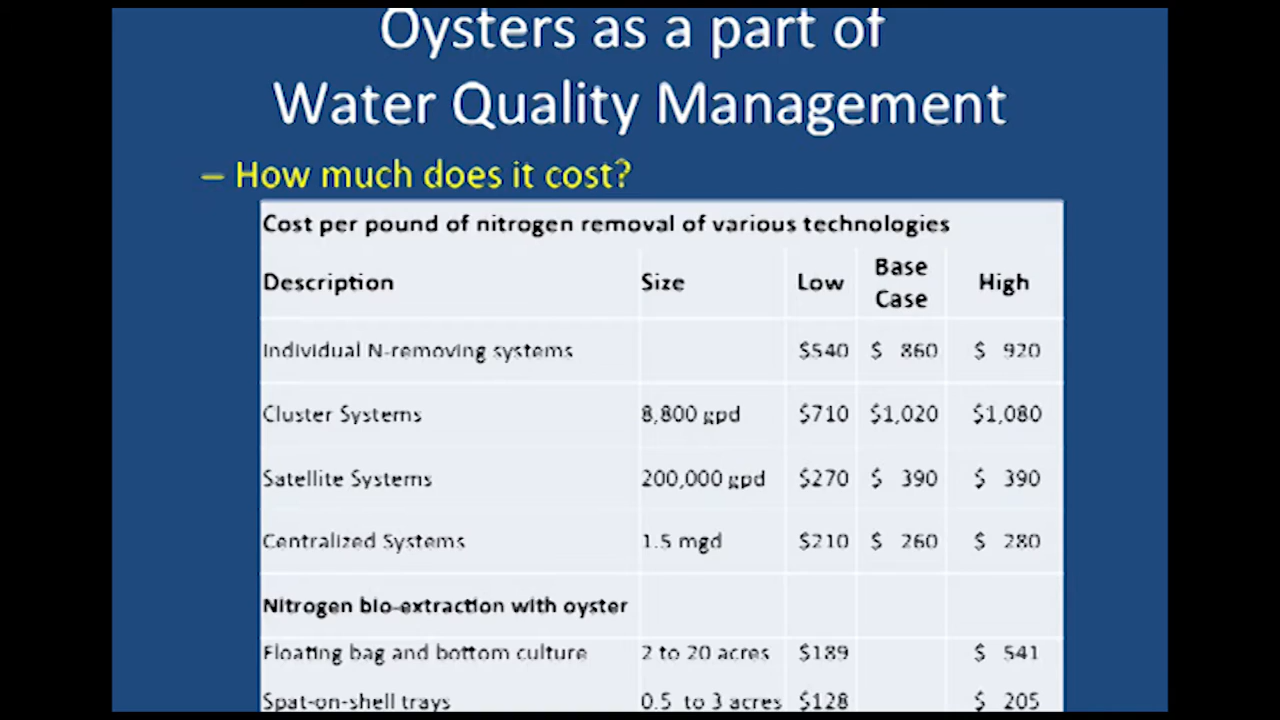 Oysters as a part of
Water Quality Management
– How much does it cost?
Cost per pound of nitrogen removal of various technologies
Description Size Low Base Case High
Individual N-removing systems $540 $ 860 $ 920
Cluster Systems 8,800 gpd $710 $1,020 $1,080
Satellite Systems 200,000 gpd $270 $ 390 $ 390
Centralized Systems 1.5 mgd $210 $ 260 $ 280
Nitrogen bio-extraction with oyster
Floating bag and bottom culture 2 to 20 acres $189 $ 541
Spat-on-shell trays 0.5 to 3 acres $128 $ 205